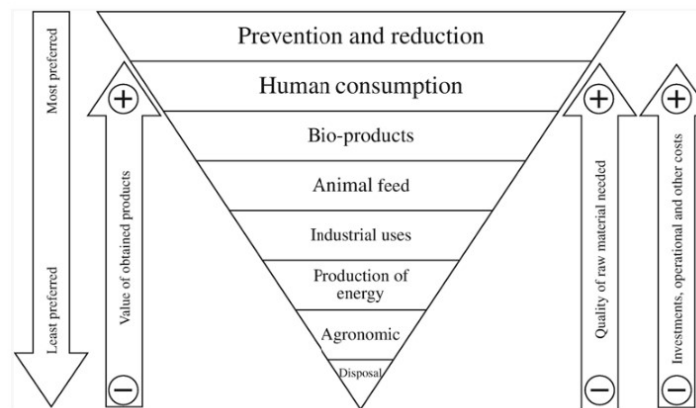 Most preferred
Least preferred
+
Value of obtained products
−
Prevention and reduction
Human consumption
Bio-products
Animal feed
Industrial uses
Production of
energy
Agronomic
Disposal
+
Quality of raw material needed
−
+
Investments, operational and other costs
−